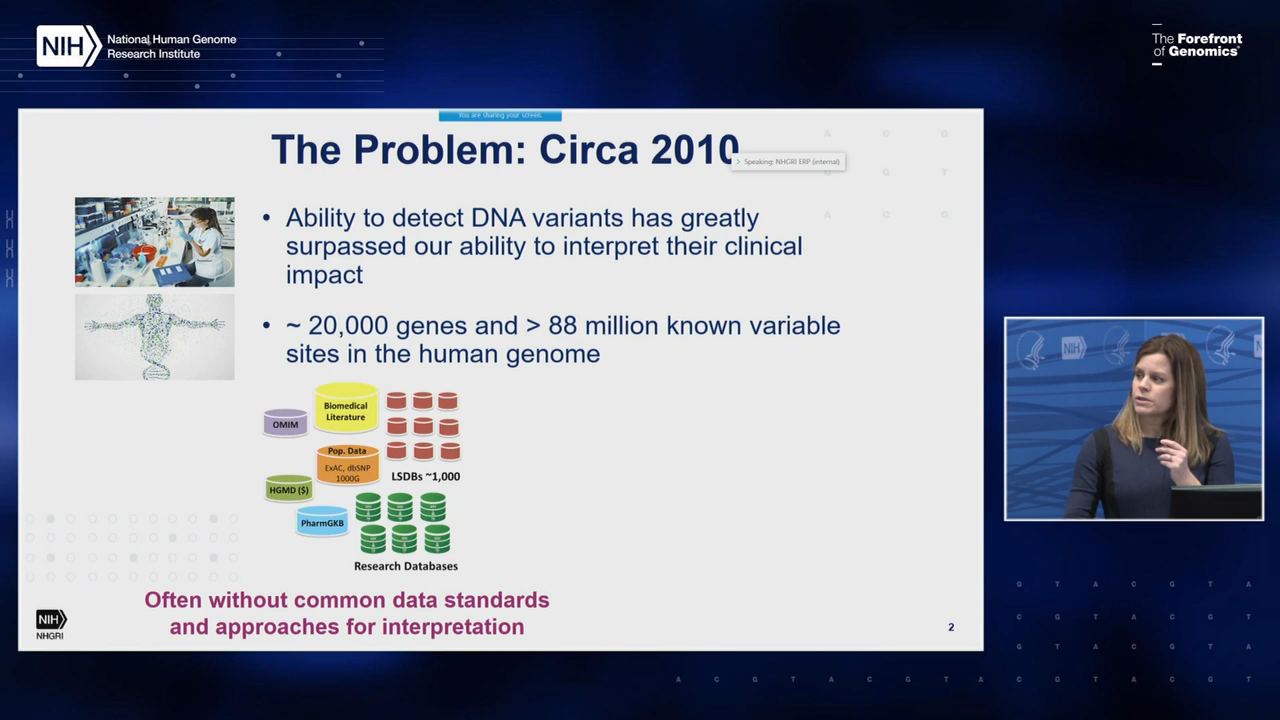 NIH
National Human Genome
Research Institute
The Forefront
of Genomics
You are sharing your screen.
The Problem: Circa 2010
Speaking: NHGRI ERP (internal)
• Ability to detect DNA variants has greatly
surpassed our ability to interpret their clinical
impact
• ~ 20,000 genes and > 88 million known variable
sites in the human genome
OMIM
Biomedical
Literature
Pop. Data
ExAC, dbSNP
1000G
LSDBs ~1,000
HGMD ($)
PharmGKB
Research Databases
Often without common data standards
and approaches for interpretation
NIH
NHGRI
2
NIH
A C G
G T
A C G
G T A C G T A
C G T A C G T
G T A C G T A
A C G T A C G T A C G T A C G T